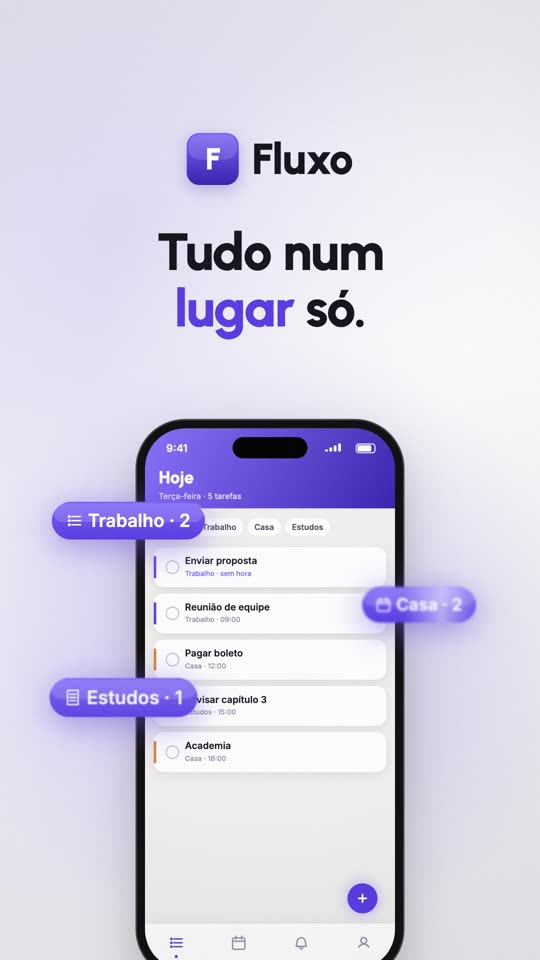 F Fluxo
Tudo num
lugar só.
9:41
Hoje
Terça-feira · 5 tarefas
Trabalho · 2
Trabalho Casa Estudos
Enviar proposta
Trabalho · sem hora
Reunião de equipe
Trabalho · 09:00
Casa · 2
Pagar boleto
Casa · 12:00
Estudos · 1
capítulo 3
15:00
Academia
Casa · 18:00
+